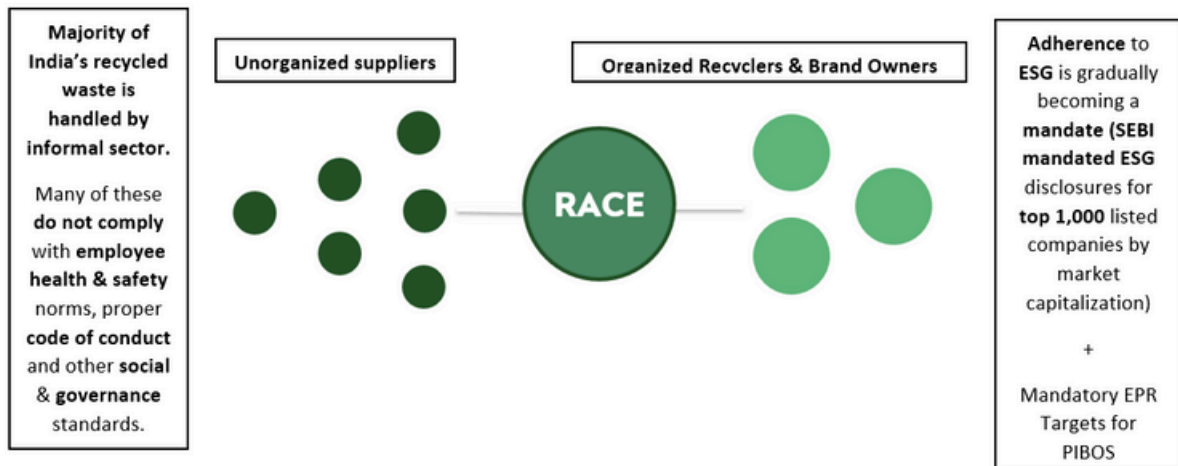 Majority of
India’s recycled
waste is
handled by
informal sector.
Many of these
do not comply
with employee
health & safety
norms, proper
code of conduct
and other social
& governance
standards.
Unorganized suppliers
RACE
Organized Recyclers & Brand Owners
Adherence to
ESG is gradually
becoming a
mandate (SEBI
mandated ESG
disclosures for
top 1,000 listed
companies by
market
capitalization)
+
Mandatory EPR
Targets for
PIBOS